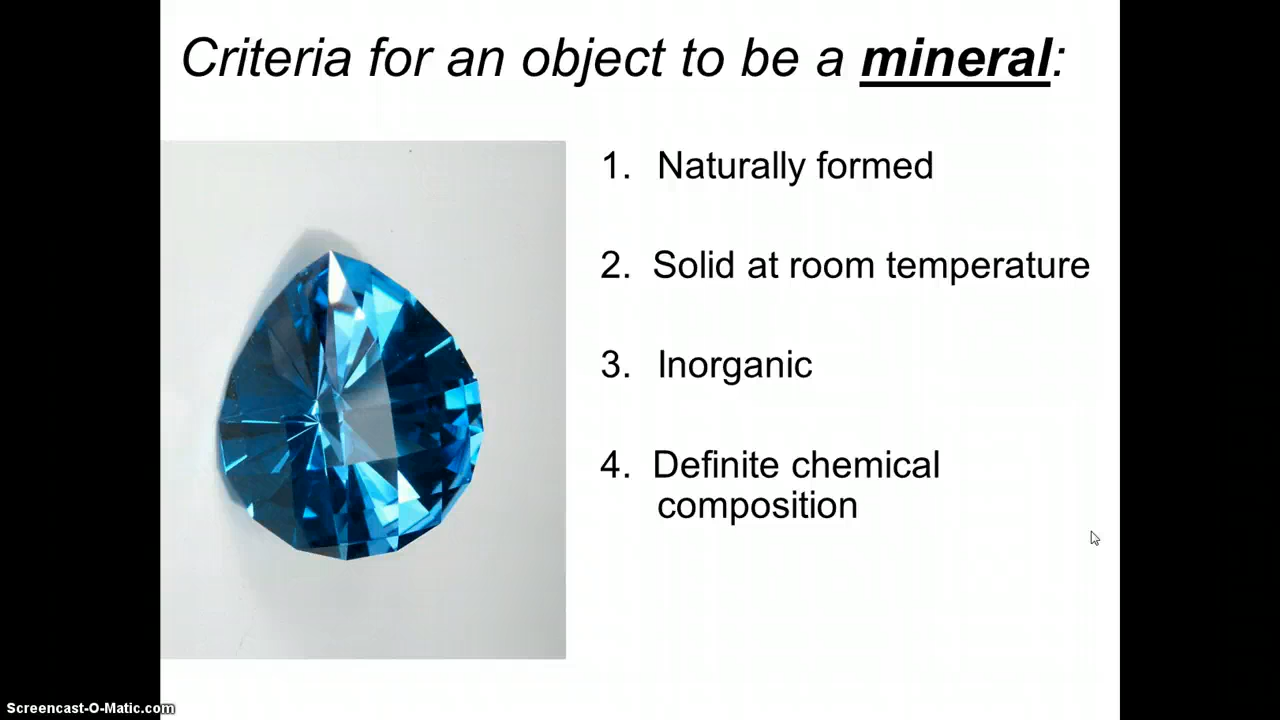 Criteria for an object to be a mineral:
1. Naturally formed
2. Solid at room temperature
3. Inorganic
4. Definite chemical
composition
Screencast-O-Matic.com